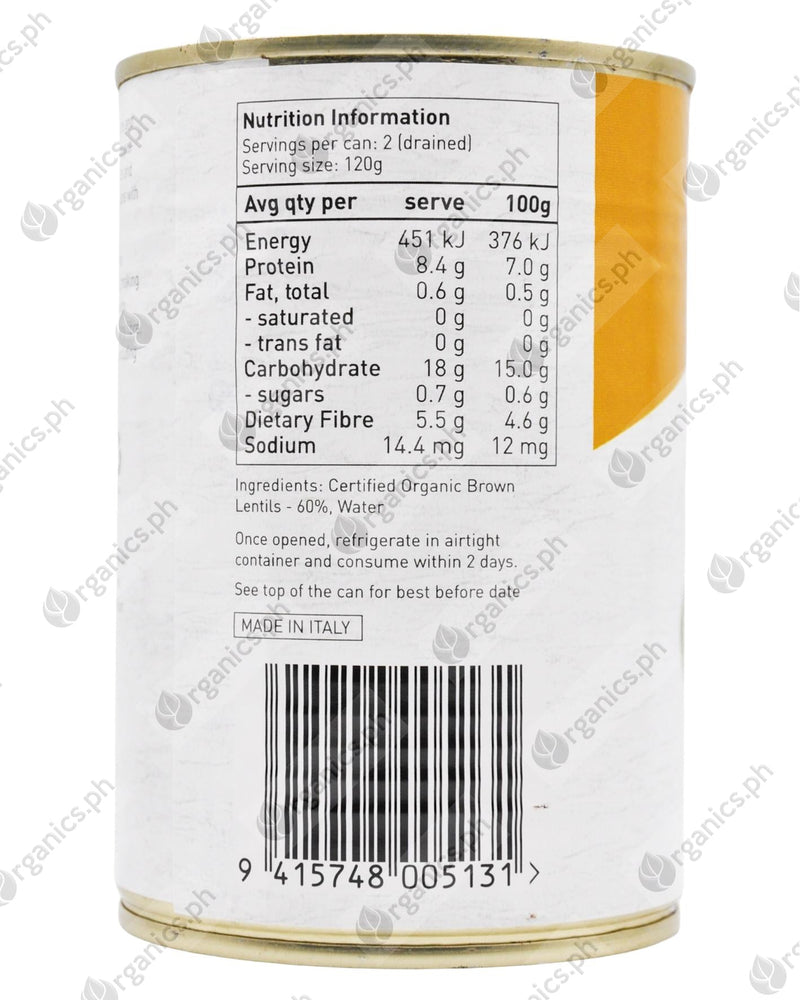 Nutrition Information
Servings per can: 2 (drained)
Serving size: 120g
Avg qty per serve 100g
Energy 451 kJ 376 kJ
Protein 8.4 g 7.0 g
Fat, total 0.6 g 0.5 g
- saturated 0 g 0 g
- trans fat 0 g 0 g
Carbohydrate 18 g 15.0 g
- sugars 0.7 g 0.6 g
Dietary Fibre 5.5 g 4.6 g
Sodium 14.4 mg 12 mg
Ingredients: Certified Organic Brown
Lentils - 60%, Water
Once opened, refrigerate in airtight
container and consume within 2 days.
See top of the can for best before date
MADE IN ITALY
9 415748 005131 >
Organics.ph